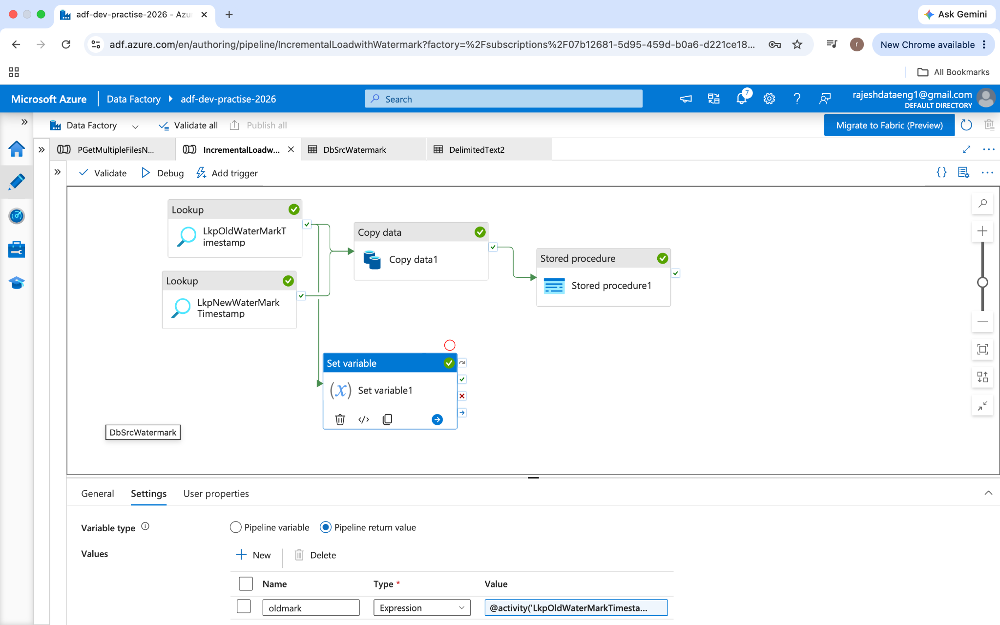 adf-dev-practise-2026 - Azu
Ask Gemini
adf.azure.com/en/authoring/pipeline/IncrementalLoadwithWatermark?factory=%2Fsubscriptions%2F07b12681-5d95-459d-b0a6-d221ce18...
r
New Chrome available
All Bookmarks
Microsoft Azure
Data Factory
adf-dev-practise-2026
Search
7
rajeshdataeng1@gmail.com
DEFAULT DIRECTORY
Data Factory
Validate all
Publish all
Migrate to Fabric (Preview)
PGetMultipleFilesN...
IncrementalLoadw...
DbSrcWatermark
DelimitedText2
Validate
Debug
Add trigger
Lookup
LkpOldWaterMarkT
imestamp
Copy data
Copy data1
Stored procedure
Stored procedure1
Lookup
LkpNewWaterMark
Timestamp
Set variable
(x) Set variable1
DbSrcWatermark
General
Settings
User properties
Variable type
Pipeline variable
Pipeline return value
Values
New
Delete
Name
Type *
Value
oldmark
Expression
@activity('LkpOldWaterMarkTimesta...